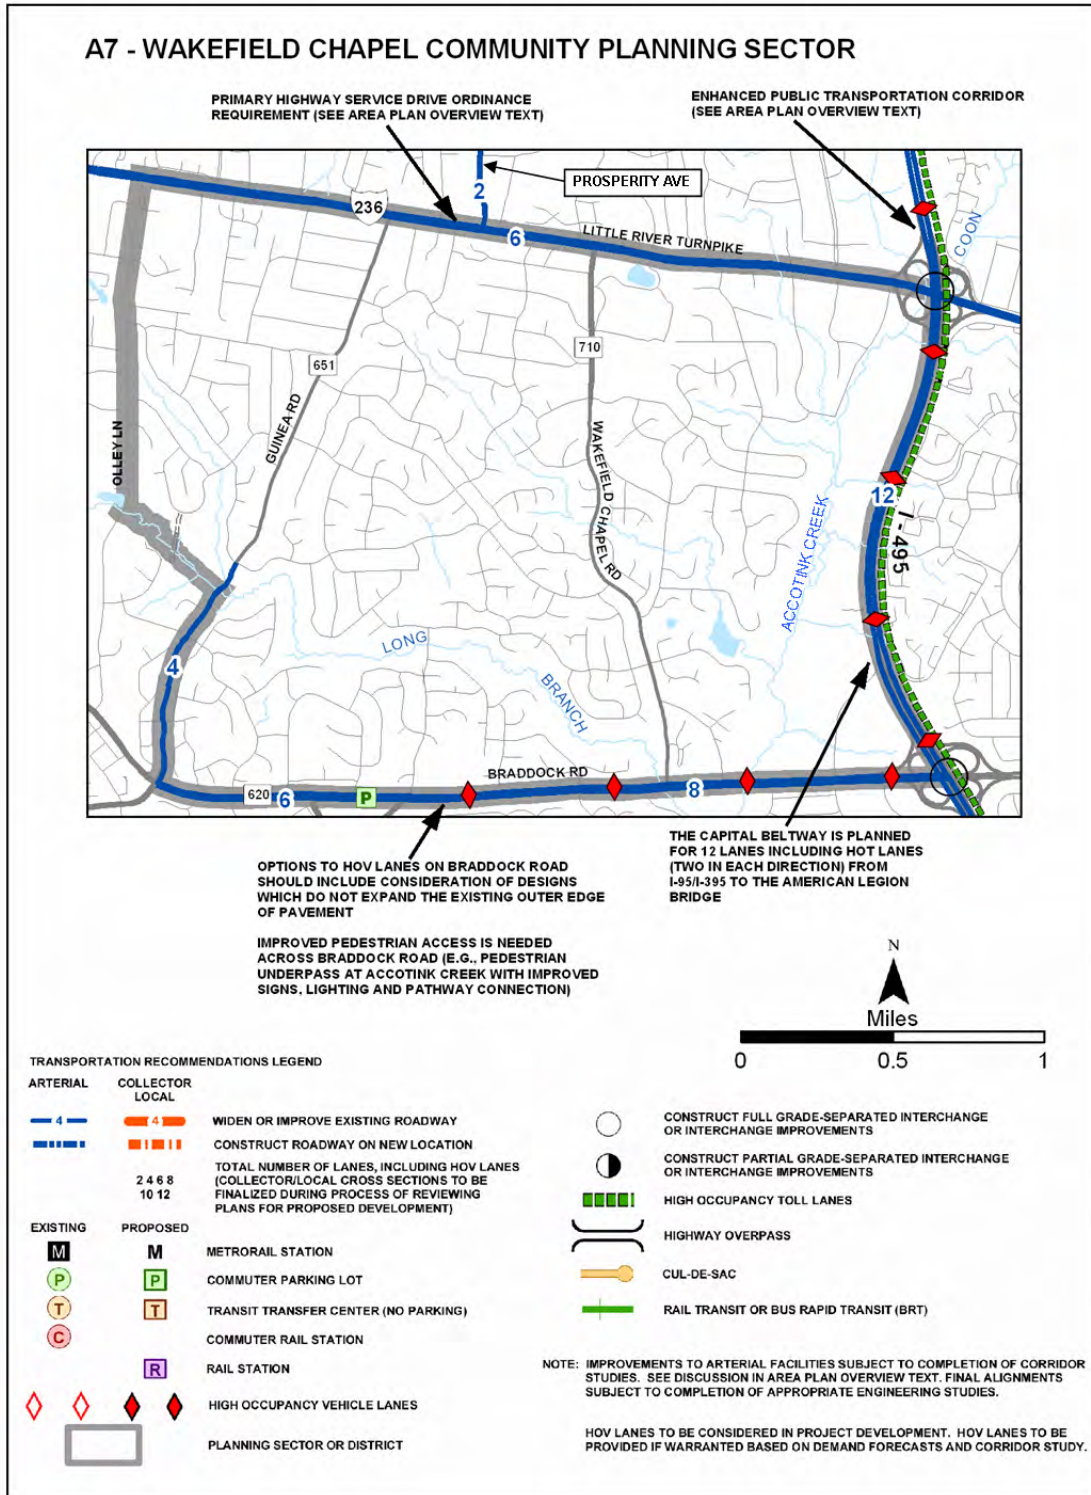 A7 - WAKEFIELD CHAPEL COMMUNITY PLANNING SECTOR
PRIMARY HIGHWAY SERVICE DRIVE ORDINANCE
REQUIREMENT (SEE AREA PLAN OVERVIEW TEXT)
ENHANCED PUBLIC TRANSPORTATION CORRIDOR
(SEE AREA PLAN OVERVIEW TEXT)
PROSPERITY AVE
2
236
6
LITTLE RIVER TURNPIKE
COON
651
710
GUINEA RD
OLLEY LN
WAKEFIELD CHAPEL RD
ACCOTINK CREEK
12
I - 495
LONG
BRANCH
4
BRADDOCK RD
620
6
P
8
OPTIONS TO HOV LANES ON BRADDOCK ROAD
SHOULD INCLUDE CONSIDERATION OF DESIGNS
WHICH DO NOT EXPAND THE EXISTING OUTER EDGE
OF PAVEMENT
IMPROVED PEDESTRIAN ACCESS IS NEEDED
ACROSS BRADDOCK ROAD (E.G., PEDESTRIAN
UNDERPASS AT ACCOTINK CREEK WITH IMPROVED
SIGNS, LIGHTING AND PATHWAY CONNECTION)
THE CAPITAL BELTWAY IS PLANNED
FOR 12 LANES INCLUDING HOT LANES
(TWO IN EACH DIRECTION) FROM
I-95/I-395 TO THE AMERICAN LEGION
BRIDGE
N
Miles
0 0.5 1
TRANSPORTATION RECOMMENDATIONS LEGEND
ARTERIAL COLLECTOR
LOCAL
4 4 WIDEN OR IMPROVE EXISTING ROADWAY
CONSTRUCT ROADWAY ON NEW LOCATION
TOTAL NUMBER OF LANES, INCLUDING HOV LANES
2 4 6 8 (COLLECTOR/LOCAL CROSS SECTIONS TO BE
10 12 FINALIZED DURING PROCESS OF REVIEWING
PLANS FOR PROPOSED DEVELOPMENT)
EXISTING PROPOSED
M M METRORAIL STATION
P P COMMUTER PARKING LOT
T T TRANSIT TRANSFER CENTER (NO PARKING)
C COMMUTER RAIL STATION
R RAIL STATION
HIGH OCCUPANCY VEHICLE LANES
PLANNING SECTOR OR DISTRICT
CONSTRUCT FULL GRADE-SEPARATED INTERCHANGE
OR INTERCHANGE IMPROVEMENTS
CONSTRUCT PARTIAL GRADE-SEPARATED INTERCHANGE
OR INTERCHANGE IMPROVEMENTS
HIGH OCCUPANCY TOLL LANES
HIGHWAY OVERPASS
CUL-DE-SAC
RAIL TRANSIT OR BUS RAPID TRANSIT (BRT)
NOTE: IMPROVEMENTS TO ARTERIAL FACILITIES SUBJECT TO COMPLETION OF CORRIDOR
STUDIES. SEE DISCUSSION IN AREA PLAN OVERVIEW TEXT. FINAL ALIGNMENTS
SUBJECT TO COMPLETION OF APPROPRIATE ENGINEERING STUDIES.
HOV LANES TO BE CONSIDERED IN PROJECT DEVELOPMENT. HOV LANES TO BE
PROVIDED IF WARRANTED BASED ON DEMAND FORECASTS AND CORRIDOR STUDY.